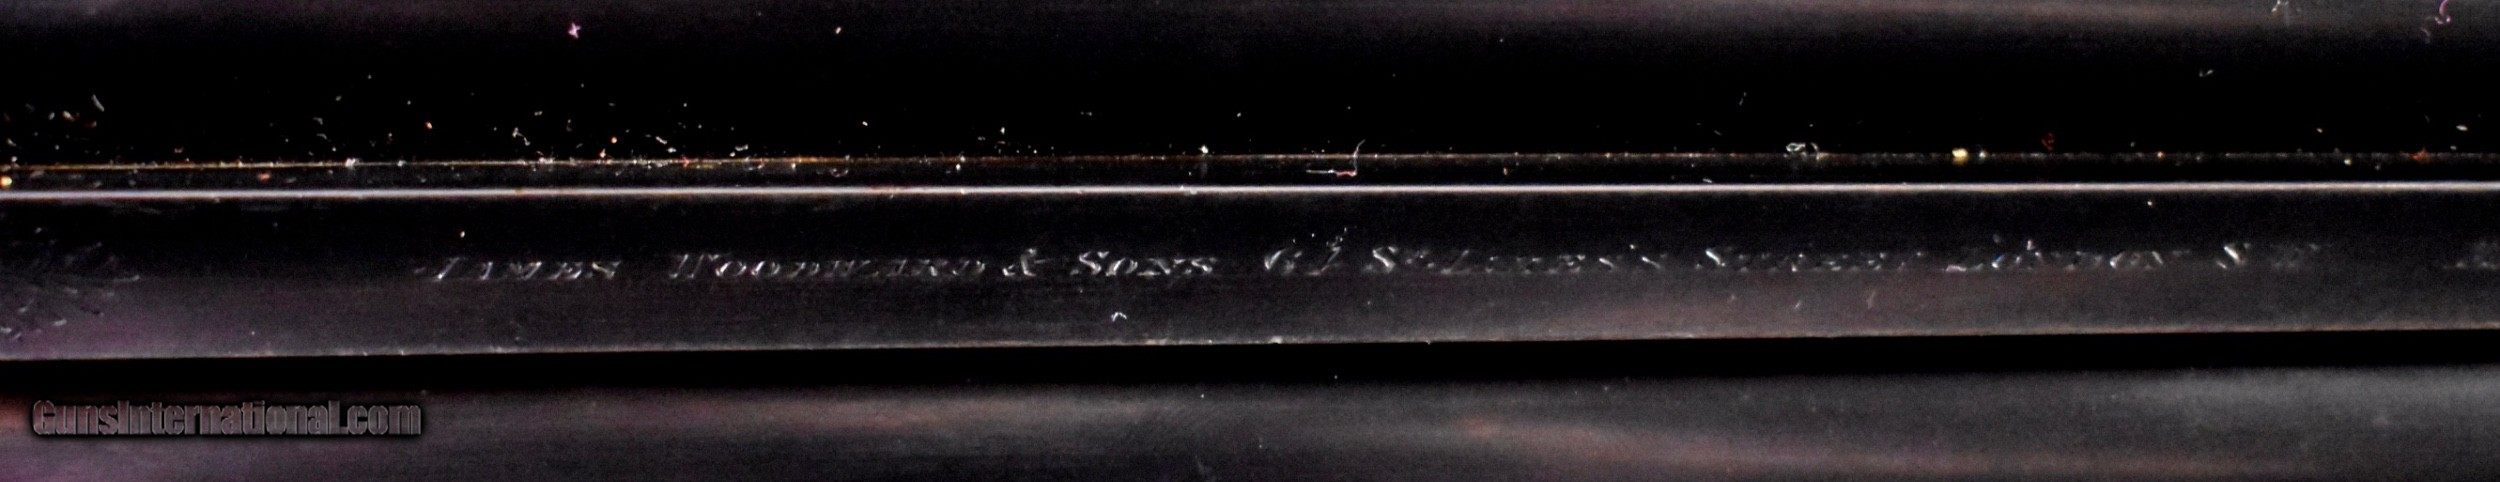 James Woodward & Sons 64 St. James's Street London S W
GunsInternational.com